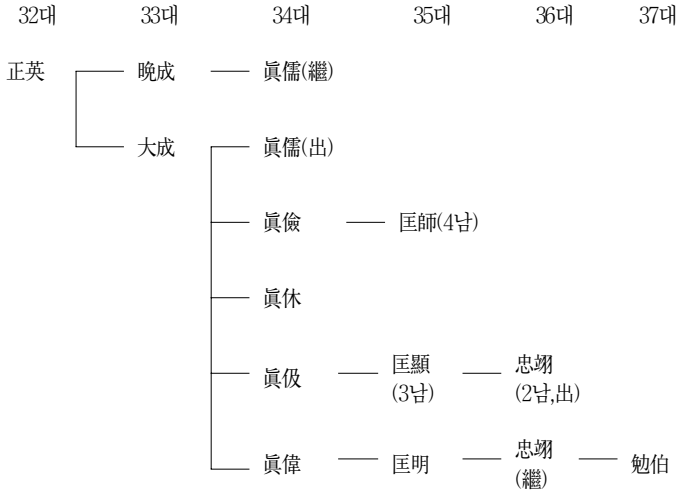 32대 33대 34대 35대 36대 37대
正英 晩成 眞儒(繼)
大成 眞儒(出)
眞儉 匡師(4남)
眞休
眞伋 匡顯 忠翊
(3남) (2남,出)
眞偉 匡明 忠翊 勉伯
(繼)